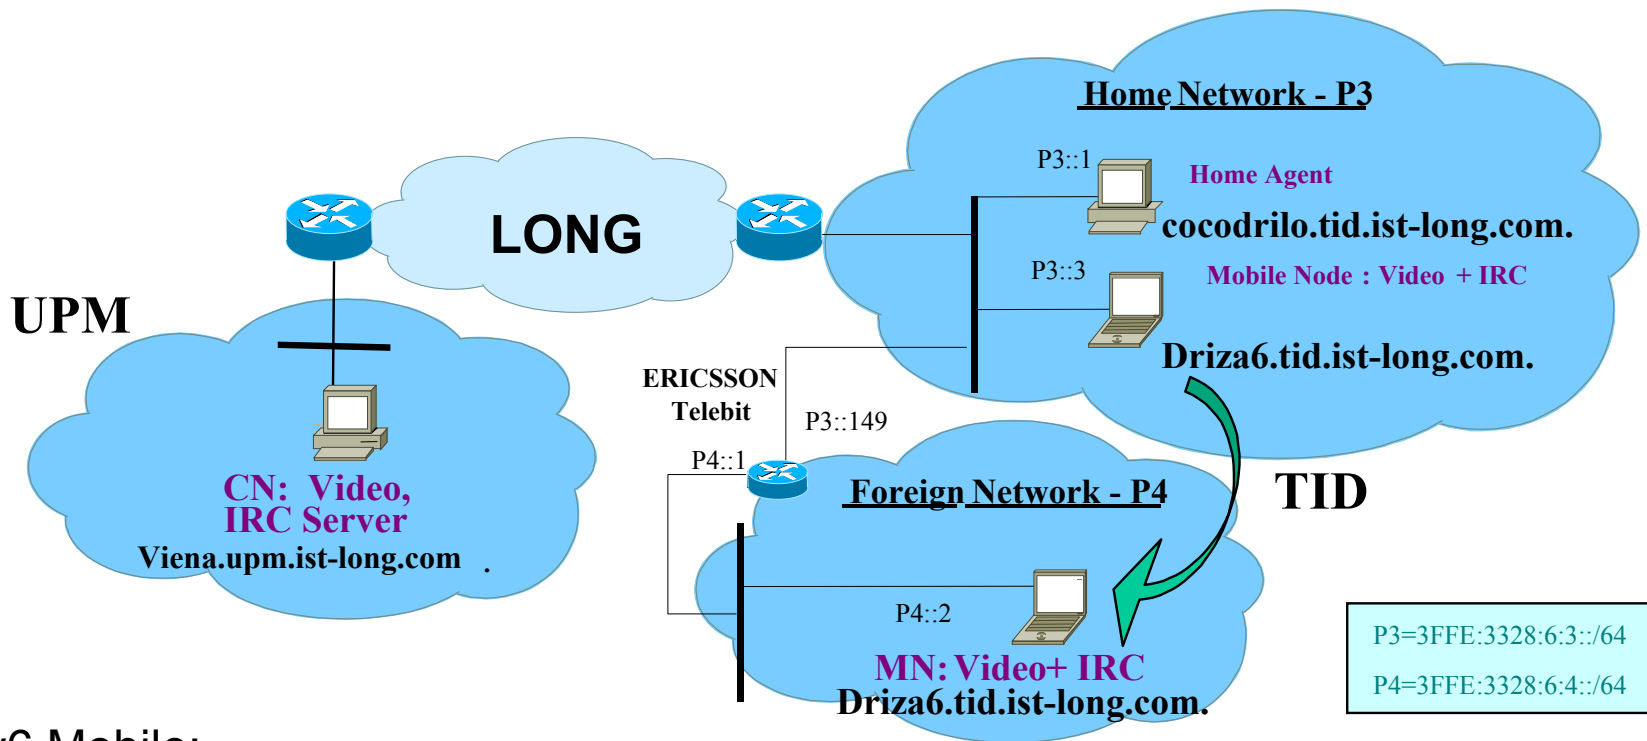 Home Network - P3
P3::1
Home Agent
cocodrilo.tid.ist-long.com.
LONG
P3::3
Mobile Node : Video + IRC
UPM
Driza6.tid.ist-long.com.
ERICSSON
Telebit
P3::149
P4::1
Foreign Network - P4
TID
CN: Video,
IRC Server
Viena.upm.ist-long.com .
P4::2
MN: Video+ IRC
Driza6.tid.ist-long.com.
P3=3FFE:3328:6:3::/64
P4=3FFE:3328:6:4::/64
v6 Mobile: